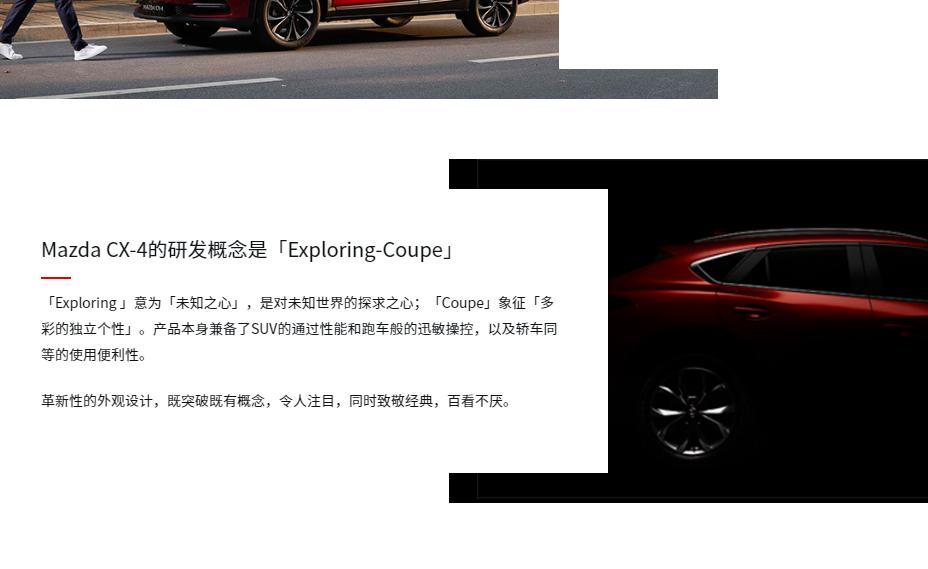 Mazda CX-4的研发概念是「Exploring-Coupe」
「Exploring」意为「未知之心」，是对未知世界的探求之心；「Coupe」象征「多
彩的独立个性」。产品本身兼备了SUV的通过性能和跑车般的迅敏操控，以及轿车同
等的使用便利性。
革新性的外观设计，既突破既有概念，令人注目，同时致敬经典，百看不厌。